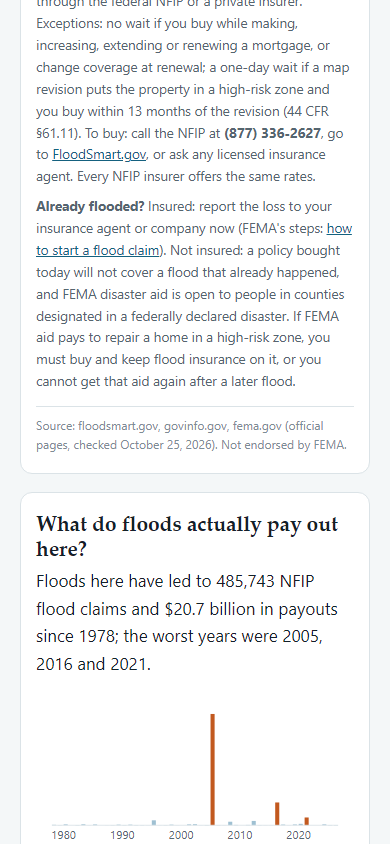 through the federal NFIP or a private insurer.
Exceptions: no wait if you buy while making,
increasing, extending or renewing a mortgage, or
change coverage at renewal; a one-day wait if a map
revision puts the property in a high-risk zone and
you buy within 13 months of the revision (44 CFR
§61.11). To buy: call the NFIP at (877) 336-2627, go
to FloodSmart.gov, or ask any licensed insurance
agent. Every NFIP insurer offers the same rates.
Already flooded? Insured: report the loss to your
insurance agent or company now (FEMA's steps: how
to start a flood claim). Not insured: a policy bought
today will not cover a flood that already happened,
and FEMA disaster aid is open to people in counties
designated in a federally declared disaster. If FEMA
aid pays to repair a home in a high-risk zone, you
must buy and keep flood insurance on it, or you
cannot get that aid again after a later flood.
Source: floodsmart.gov, govinfo.gov, fema.gov (official
pages, checked October 25, 2026). Not endorsed by FEMA.
What do floods actually pay out
here?
Floods here have led to 485,743 NFIP
flood claims and $20.7 billion in payouts
since 1978; the worst years were 2005,
2016 and 2021.
1980 1990 2000 2010 2020